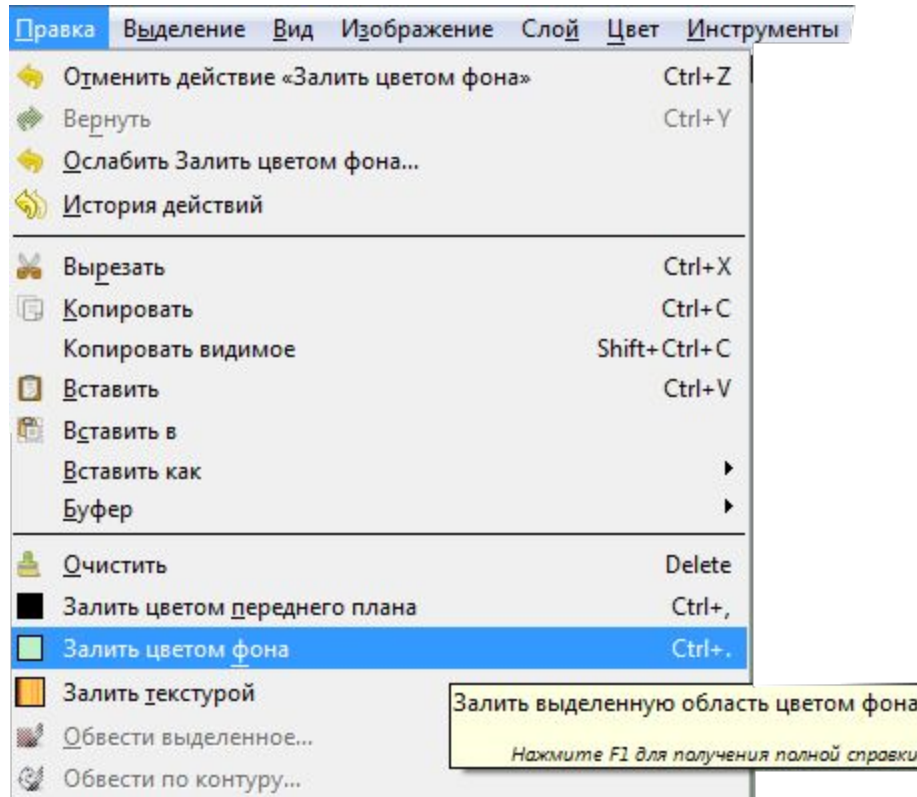 Правка Выделение Вид Изображение Слой Цвет Инструменты
Отменить действие «Залить цветом фона» Ctrl+Z
Вернуть Ctrl+Y
Ослабить Залить цветом фона...
История действий
Вырезать Ctrl+X
Копировать Ctrl+C
Копировать видимое Shift+Ctrl+C
Вставить Ctrl+V
Вставить в
Вставить как
Буфер
Очистить Delete
Залить цветом переднего плана Ctrl+,
Залить цветом фона Ctrl+.
Залить текстурой
Залить выделенную область цветом фона
Обвести выделенное...
Нажмите F1 для получения полной справки
Обвести по контуру...